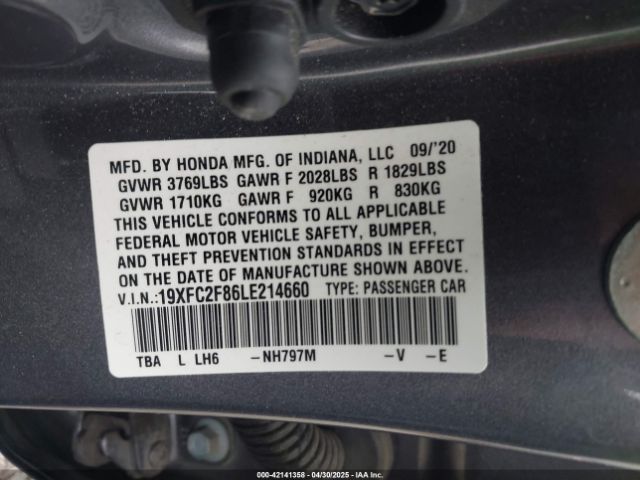 MFD. BY HONDA MFG. OF INDIANA, LLC 09/'20
GVWR 3769LBS GAWR F 2028LBS R 1829LBS
GVWR 1710KG GAWR F 920KG R 830KG
THIS VEHICLE CONFORMS TO ALL APPLICABLE
FEDERAL MOTOR VEHICLE SAFETY, BUMPER,
AND THEFT PREVENTION STANDARDS IN EFFECT
ON THE DATE OF MANUFACTURE SHOWN ABOVE.
V.I.N.:19XFC2F86LE214660 TYPE: PASSENGER CAR
TBA L LH6 –NH797M –V –E
000-42141358 - 04/30/2025 - IAA Inc.